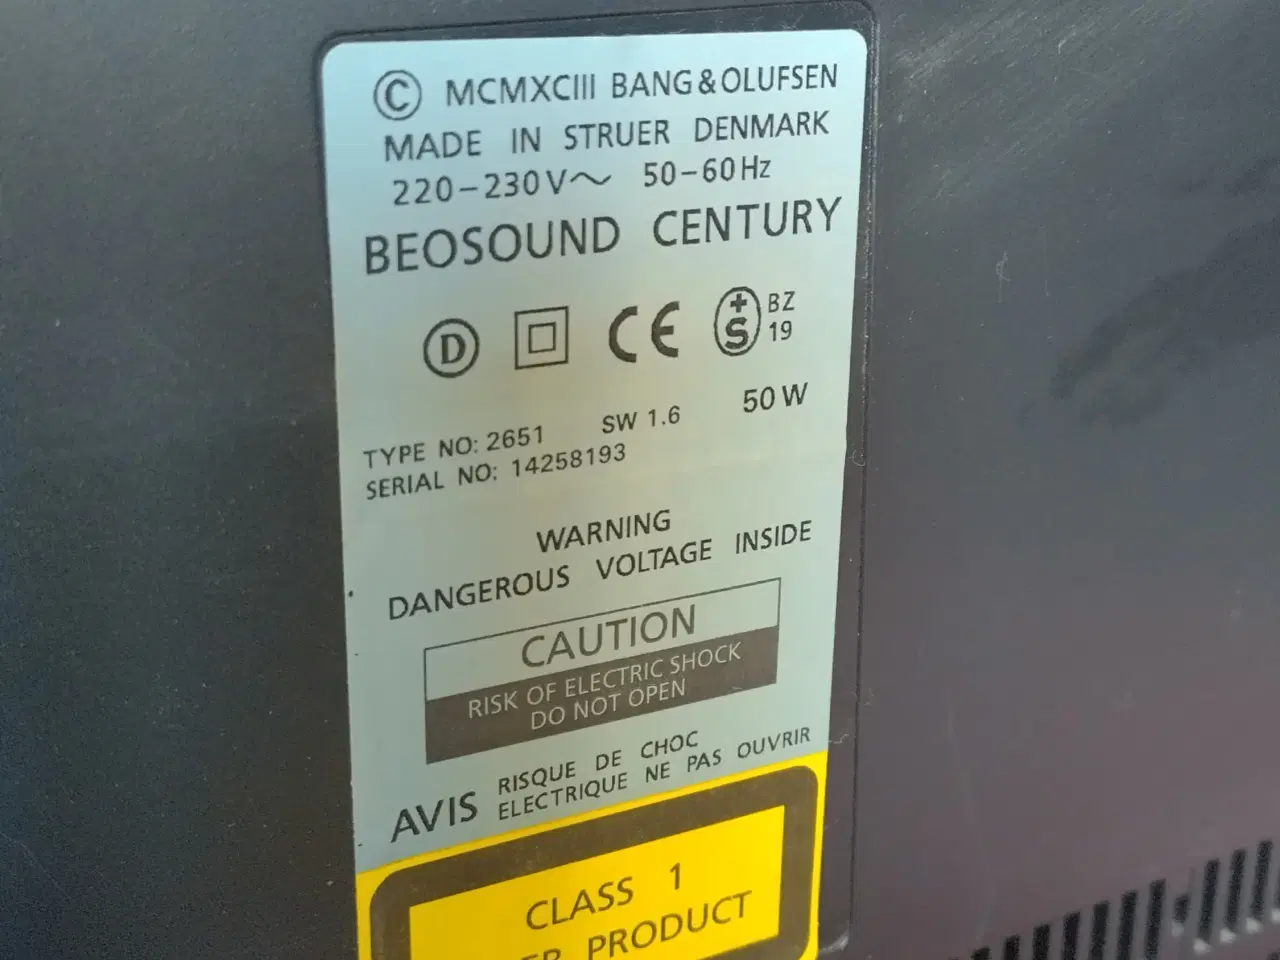 © MCMXCIII BANG & OLUFSEN
MADE IN STRUER DENMARK
220-230V~ 50-60Hz
BEOSOUND CENTURY
D CE +S BZ 19
TYPE NO: 2651 SW 1.6 50 W
SERIAL NO: 14258193
WARNING
DANGEROUS VOLTAGE INSIDE
CAUTION
RISK OF ELECTRIC SHOCK
DO NOT OPEN
AVIS RISQUE DE CHOC
ELECTRIQUE NE PAS OUVRIR
CLASS 1
PRODUCT